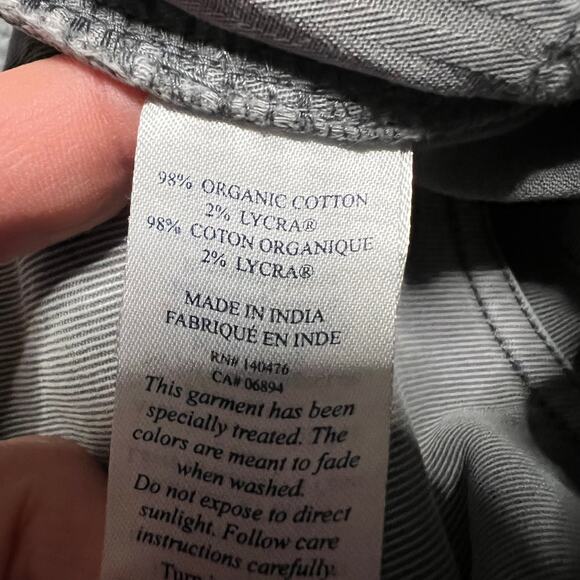 98% ORGANIC COTTON
2% LYCRA®
98% COTON ORGANIQUE
2% LYCRA®
MADE IN INDIA
FABRIQUÉ EN INDE
RN# 140476
CA# 06894
This garment has been
specially treated. The
colors are meant to fade
when washed.
Do not expose to direct
sunlight. Follow care
instructions carefully.